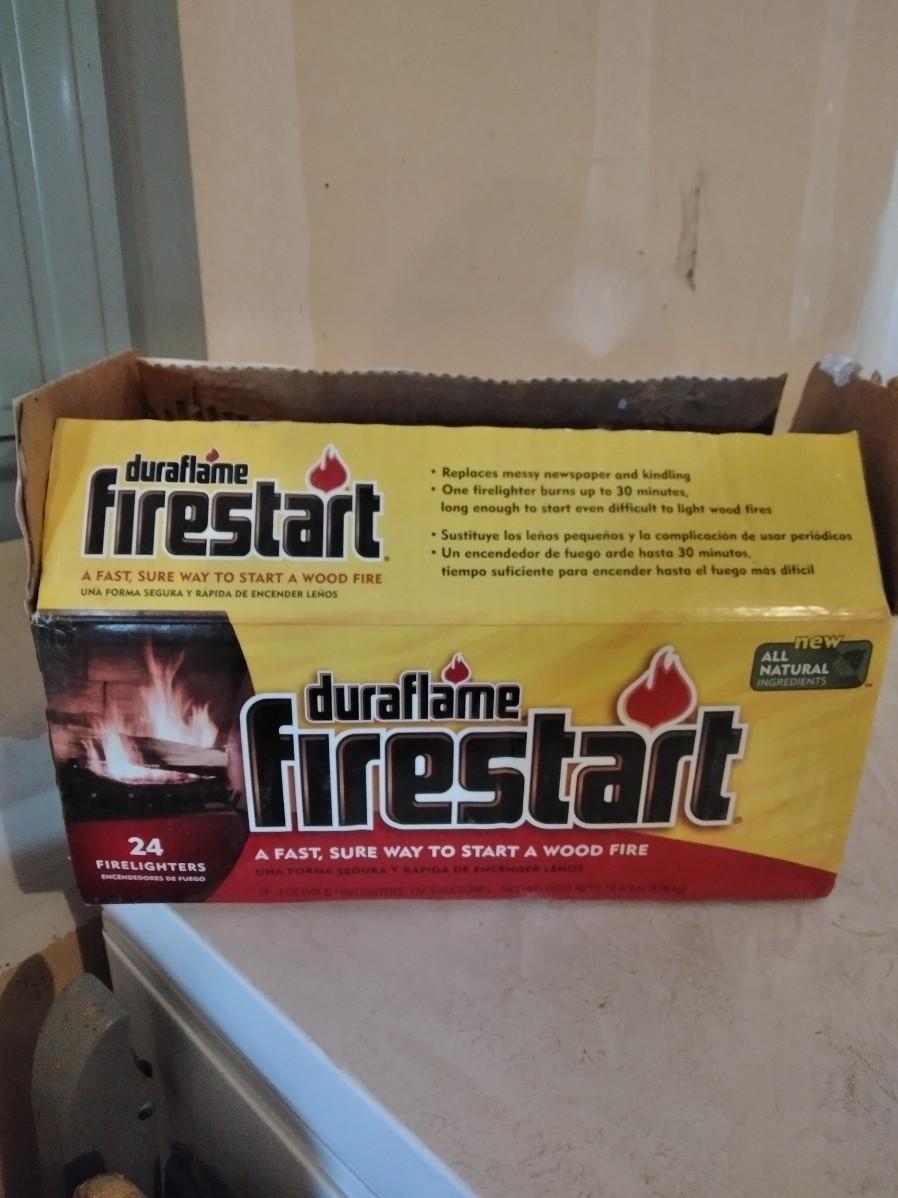 duraflame
firestart
A FAST, SURE WAY TO START A WOOD FIRE
UNA FORMA SEGURA Y RÁPIDA DE ENCENDER LEÑOS
• Replaces messy newspaper and kindling
• One firelighter burns up to 30 minutes,
long enough to start even difficult to light wood fires
• Sustituye los leños pequeños y la complicación de usar periódicos
• Un encendedor de fuego arde hasta 30 minutos,
tiempo suficiente para encender hasta el fuego más difícil
new
ALL
NATURAL
INGREDIENTS
duraflame
firestart
24
FIRELIGHTERS
ENCENDEDORES DE FUEGO
A FAST, SURE WAY TO START A WOOD FIRE
UNA FORMA SEGURA Y RÁPIDA DE ENCENDER LEÑOS